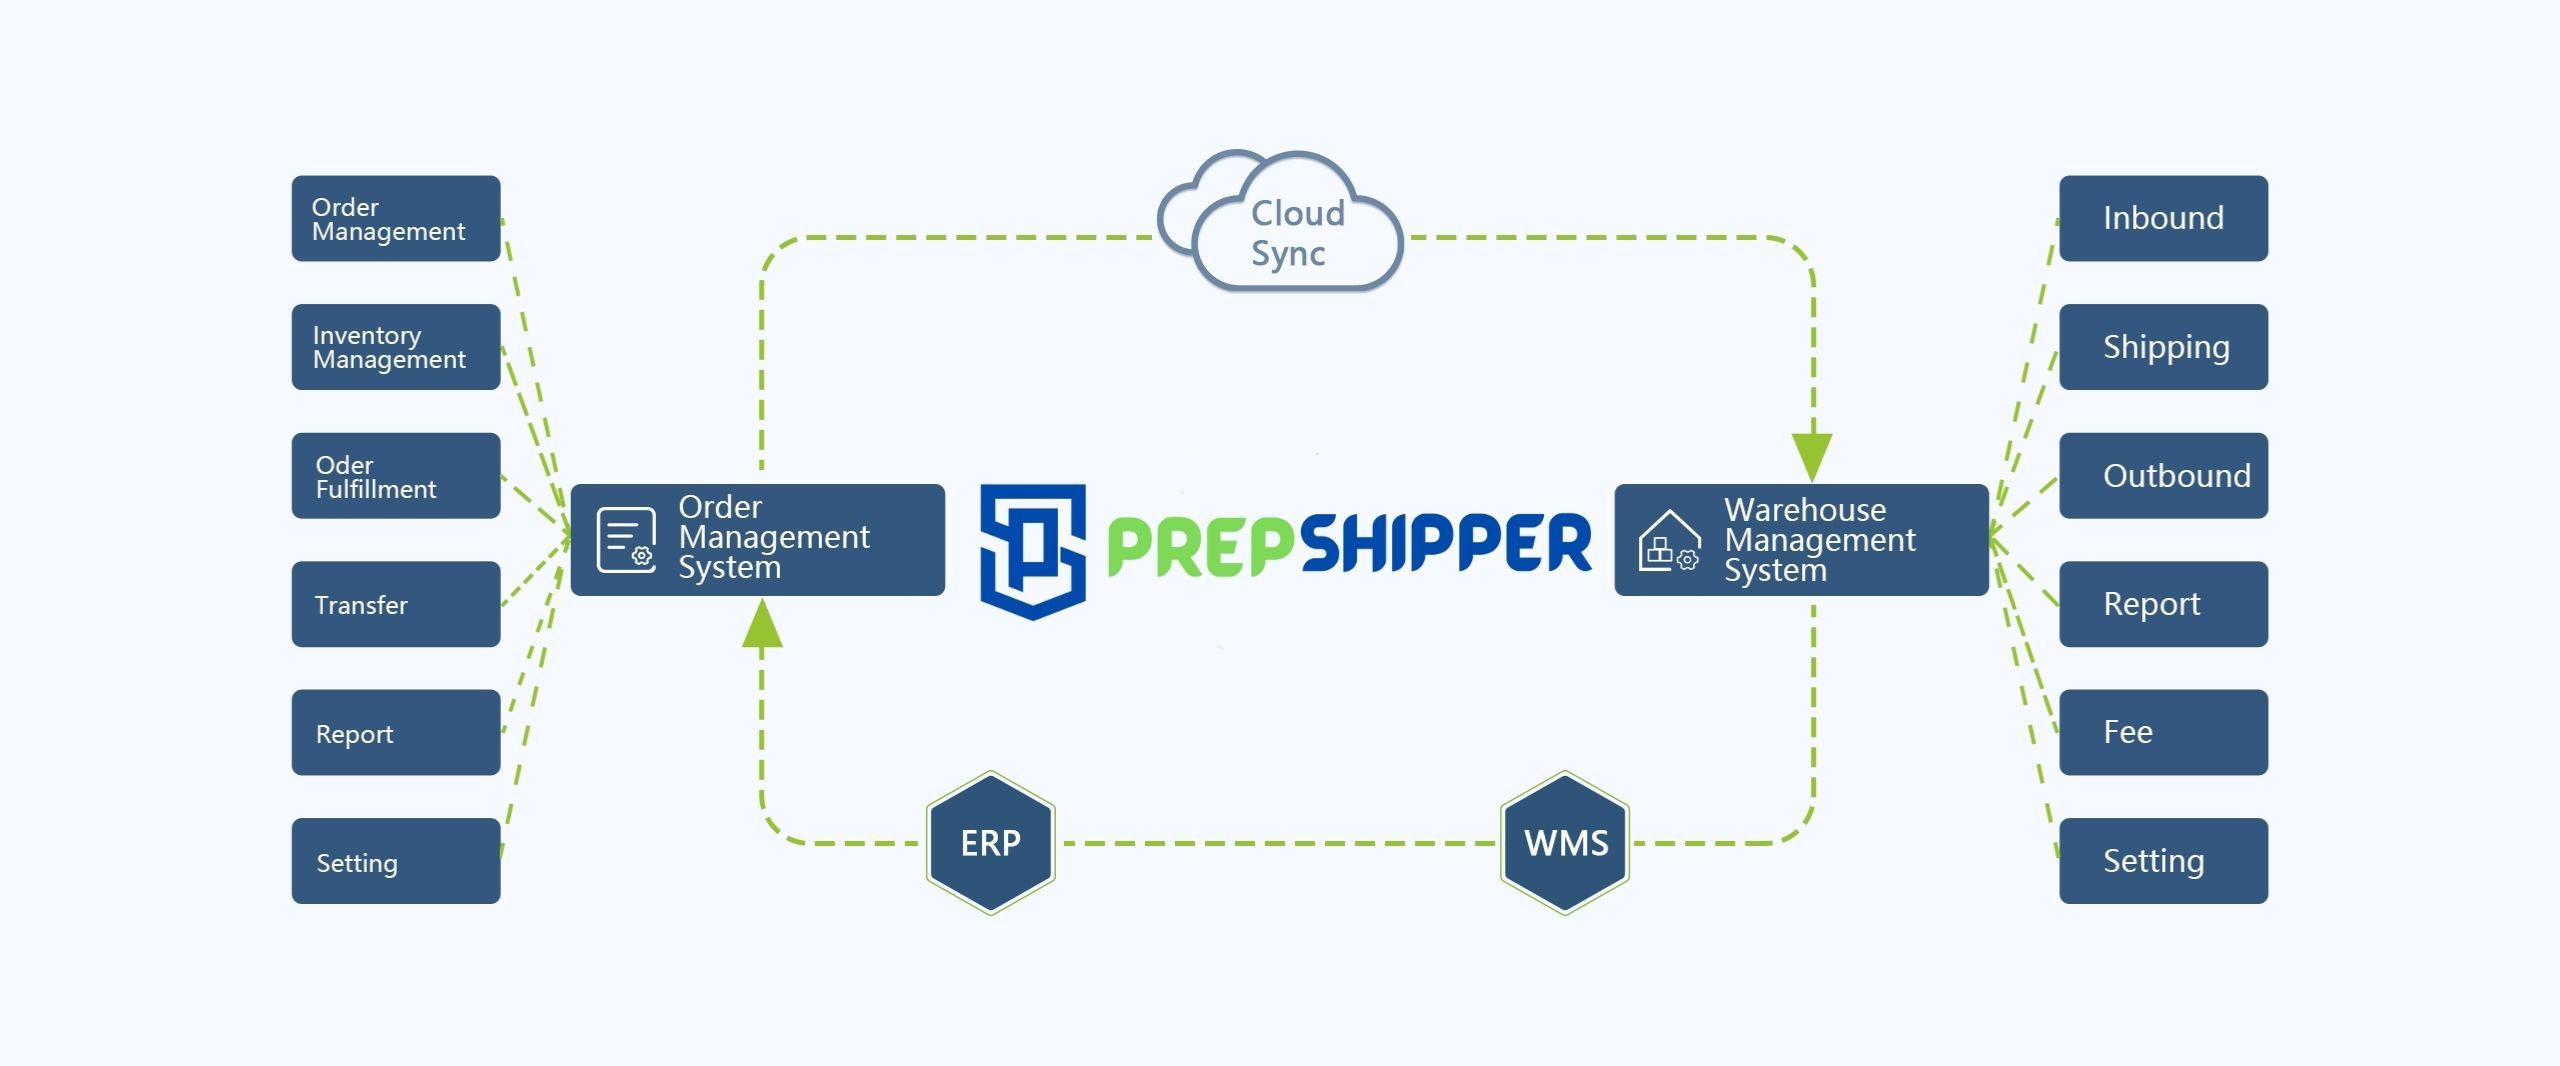 Order
Management
Inventory
Management
Oder
Fulfillment
Transfer
Report
Setting
Order
Management
System
Cloud
Sync
PREPSHIPPER
ERP
WMS
Warehouse
Management
System
Inbound
Shipping
Outbound
Report
Fee
Setting